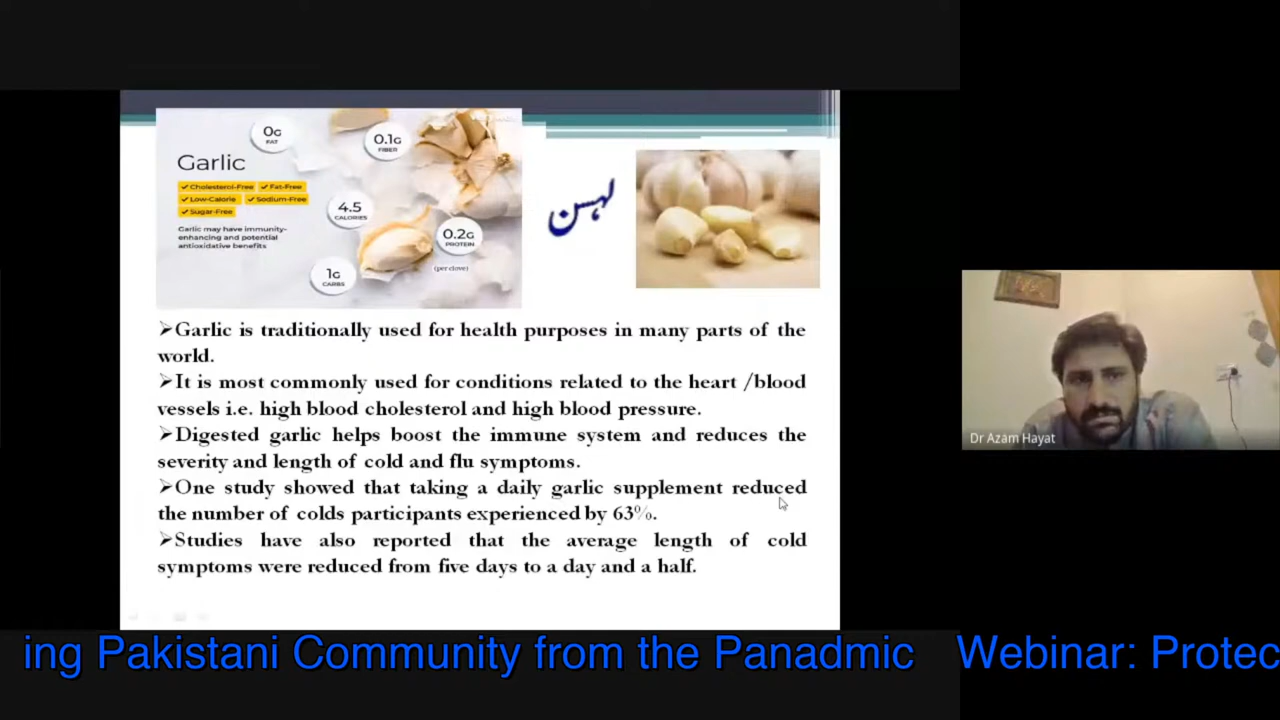 0G
FAT
0.1G
FIBER
Garlic
✓ Cholesterol-Free ✓ Fat-Free
✓ Low-Calorie ✓ Sodium-Free
✓ Sugar-Free
4.5
CALORIES
Garlic may have immunity-
enhancing and potential
antioxidative benefits
0.2G
PROTEIN
(per clove)
1G
CARBS
لہسن
➢Garlic is traditionally used for health purposes in many parts of the
world.
➢It is most commonly used for conditions related to the heart /blood
vessels i.e. high blood cholesterol and high blood pressure.
➢Digested garlic helps boost the immune system and reduces the
severity and length of cold and flu symptoms.
➢One study showed that taking a daily garlic supplement reduced
the number of colds participants experienced by 63%.
➢Studies have also reported that the average length of cold
symptoms were reduced from five days to a day and a half.
Dr Azam Hayat
ing Pakistani Community from the Panadmic Webinar: Protec